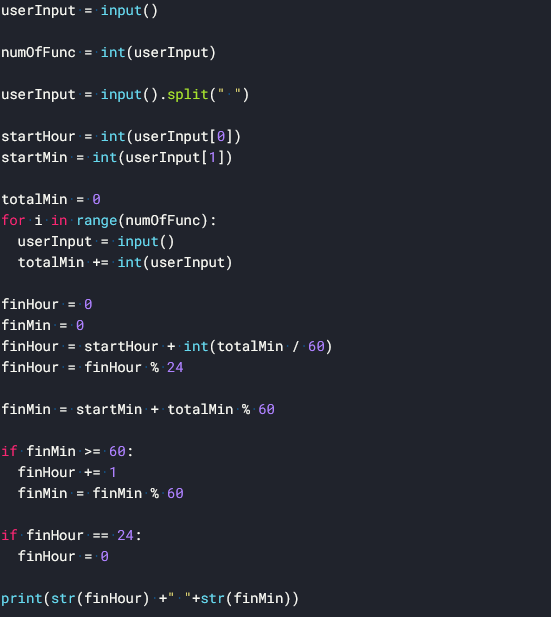 userInput = input()
numOfFunc = int(userInput)
userInput = input().split(" ")
startHour = int(userInput[0])
startMin = int(userInput[1])
totalMin = 0
for i in range(numOfFunc):
  userInput = input()
  totalMin += int(userInput)
finHour = 0
finMin = 0
finHour = startHour + int(totalMin / 60)
finHour = finHour % 24
finMin = startMin + totalMin % 60
if finMin >= 60:
  finHour += 1
  finMin = finMin % 60
if finHour == 24:
  finHour = 0
print(str(finHour) +" "+str(finMin))